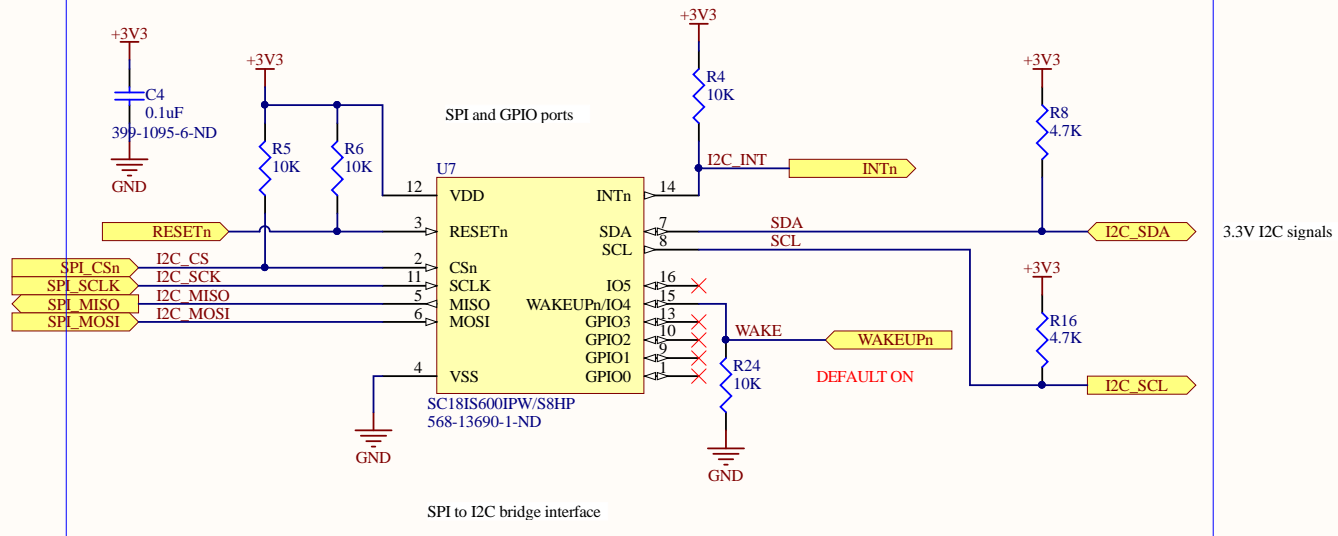 +3V3
C4
0.1uF
399-1095-6-ND
GND
+3V3
R5
10K
R6
10K
SPI and GPIO ports
+3V3
R4
10K
I2C_INT
INTn
+3V3
R8
4.7K
U7
12 VDD
3 RESETn
2 CSn
11 SCLK
5 MISO
6 MOSI
4 VSS
INTn 14
SDA 7
SCL 8
IO5 16
WAKEUPn/IO4 15
GPIO3 13
GPIO2 10
GPIO1 9
GPIO0 1
SC18IS600IPW/S8HP
568-13690-1-ND
RESETn
SPI_CSn I2C_CS
SPI_SCLK I2C_SCK
SPI_MISO I2C_MISO
SPI_MOSI I2C_MOSI
GND
SDA
SCL
I2C_SDA
3.3V I2C signals
+3V3
R16
4.7K
I2C_SCL
WAKE
WAKEUPn
DEFAULT ON
R24
10K
GND
SPI to I2C bridge interface